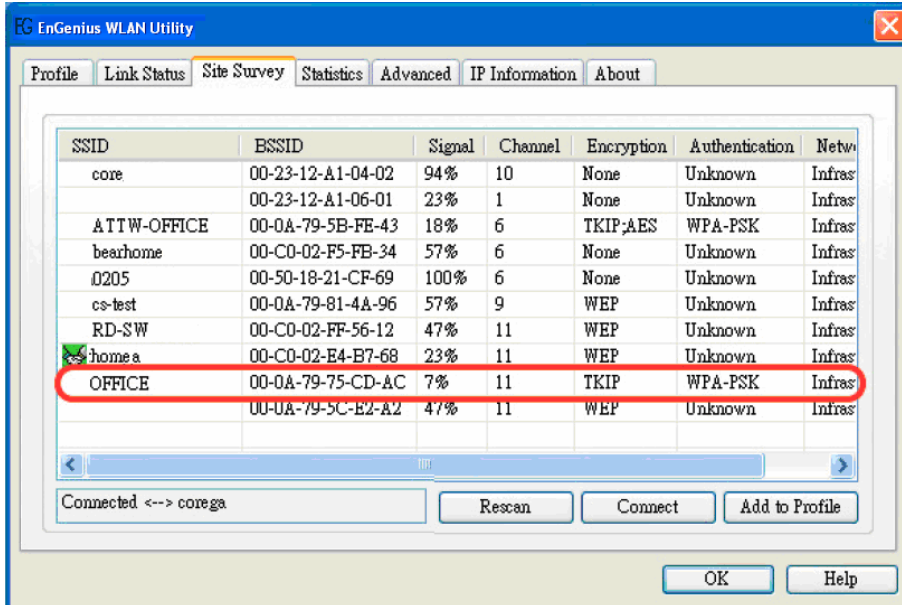 EG EnGenius WLAN Utility
Profile Link Status Site Survey Statistics Advanced IP Information About
SSID BSSID Signal Channel Encryption Authentication Netw
core 00-23-12-A1-04-02 94% 10 None Unknown Infras
00-23-12-A1-06-01 23% 1 None Unknown Infras
ATTW-OFFICE 00-0A-79-5B-FE-43 18% 6 TKIP;AES WPA-PSK Infras
bearhome 00-C0-02-F5-FB-34 57% 6 None Unknown Infras
0205 00-50-18-21-CF-69 100% 6 None Unknown Infras
cs-test 00-0A-79-81-4A-96 57% 9 WEP Unknown Infras
RD-SW 00-C0-02-FF-56-12 47% 11 WEP Unknown Infras
homea 00-C0-02-E4-B7-68 23% 11 WEP Unknown Infras
OFFICE 00-0A-79-75-CD-AC 7% 11 TKIP WPA-PSK Infras
00-0A-79-5C-E2-A2 47% 11 WEP Unknown Infras
Connected <--> corega Rescan Connect Add to Profile
OK Help